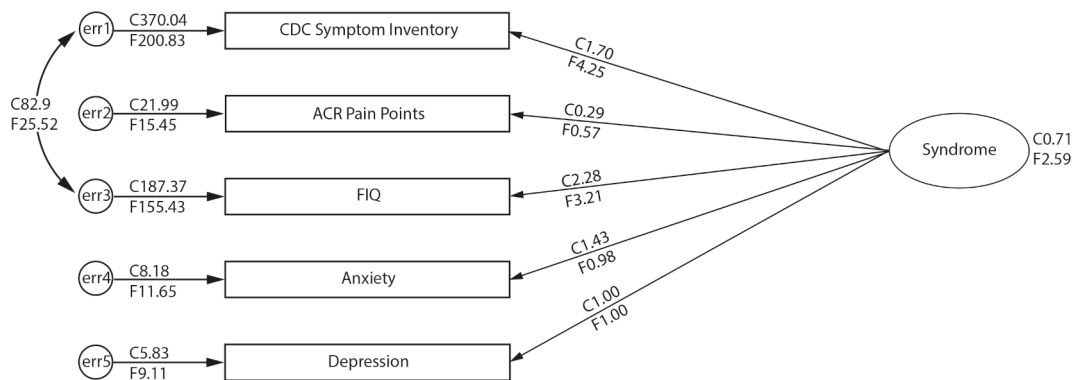 err1
C370.04
F200.83
CDC Symptom Inventory
C1.70
F4.25
C82.9
F25.52
err2
C21.99
F15.45
ACR Pain Points
C0.29
F0.57
Syndrome
C0.71
F2.59
err3
C187.37
F155.43
FIQ
C2.28
F3.21
err4
C8.18
F11.65
Anxiety
C1.43
F0.98
err5
C5.83
F9.11
Depression
C1.00
F1.00